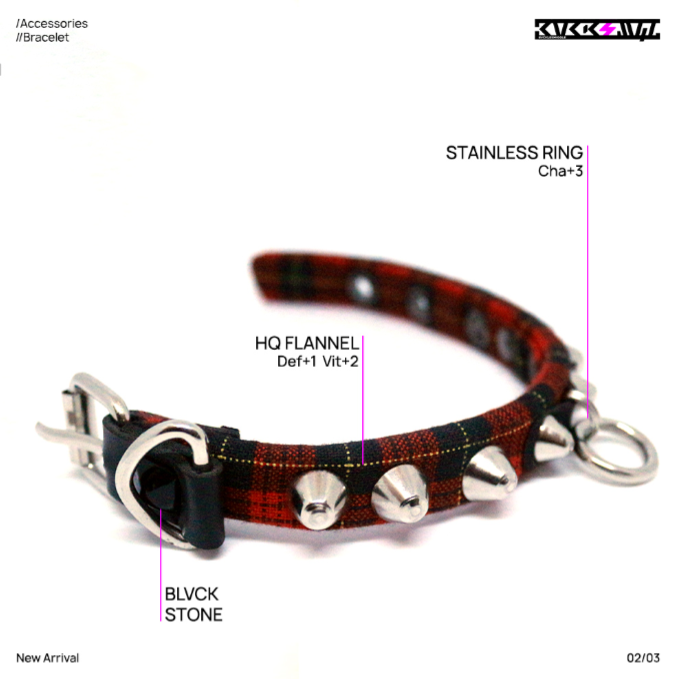 /Accessories
//Bracelet
STAINLESS RING
Cha+3
HQ FLANNEL
Def+1 Vit+2
BLVCK
STONE
New Arrival
02/03